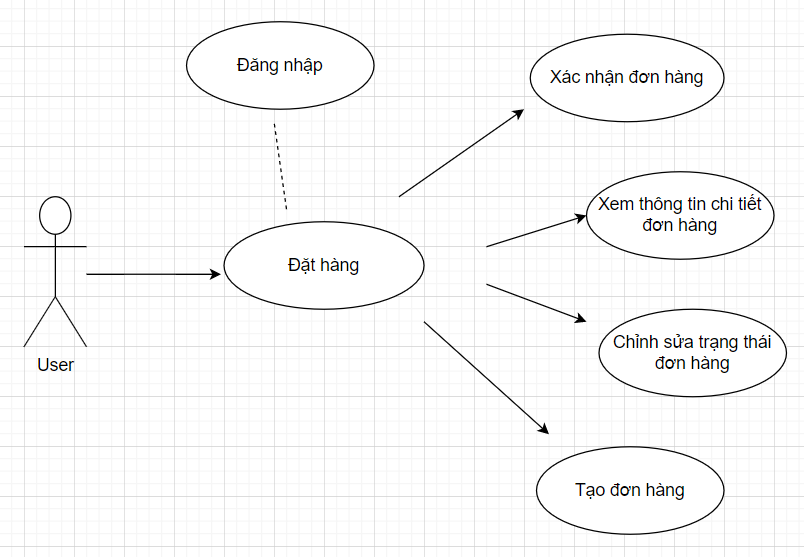 Đăng nhập
Xác nhận đơn hàng
Xem thông tin chi tiết
đơn hàng
Đặt hàng
Chỉnh sửa trạng thái
đơn hàng
User
Tạo đơn hàng